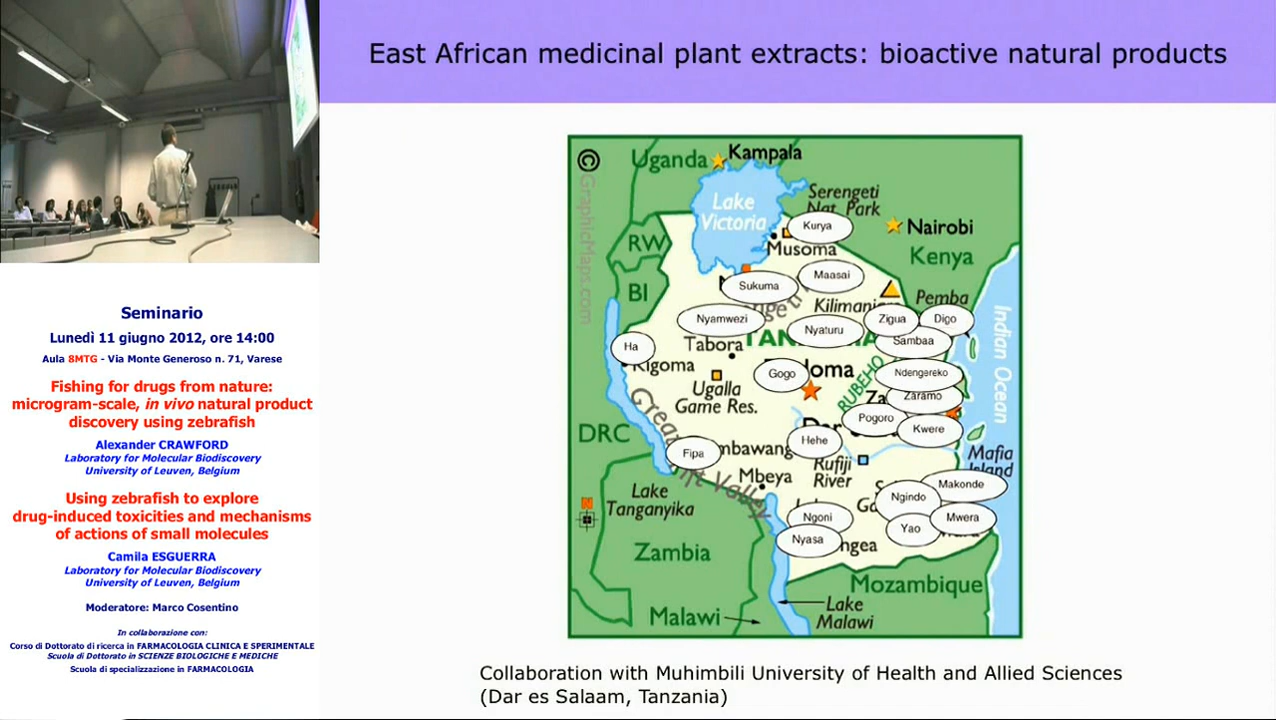 East African medicinal plant extracts: bioactive natural products
Seminario
Lunedì 11 giugno 2012, ore 14:00
Aula 8MTG - Via Monte Generoso n. 71, Varese
Fishing for drugs from nature:
microgram-scale, in vivo natural product
discovery using zebrafish
Alexander CRAWFORD
Laboratory for Molecular Biodiscovery
University of Leuven, Belgium
Using zebrafish to explore
drug-induced toxicities and mechanisms
of actions of small molecules
Camila ESGUERRA
Laboratory for Molecular Biodiscovery
University of Leuven, Belgium
Moderatore: Marco Cosentino
In collaborazione con:
Corso di Dottorato di ricerca in FARMACOLOGIA CLINICA E SPERIMENTALE
Scuola di Dottorato in SCIENZE BIOLOGICHE E MEDICHE
Scuola di specializzazione in FARMACOLOGIA
© GraphicMaps.com
Uganda
Kampala
Lake
Victoria
Serengeti
Nat. Park
Kurya
Nairobi
RW
Musoma
Kenya
BI
Maasai
Sukuma
Kilimanj
Pemba
Nyamwezi
Nyaturu
Zigua
Digo
Indian Ocean
Ha
Tabora
Sambaa
Kigoma
Gogo
oma
Ndengereko
Ugalla
Game Res.
RUBEHO
Zaramo
Great
Pogoro
Kwere
DRC
Hehe
Fipa
mbawang
Rufiji
River
Mafia
Island
Mbeya
Makonde
Lake
Tanganyika
Valley
Ngindo
N
Ngoni
Yao
Mwera
Nyasa
ngea
Zambia
Mozambique
Lake
Malawi
Malawi
Collaboration with Muhimbili University of Health and Allied Sciences
(Dar es Salaam, Tanzania)